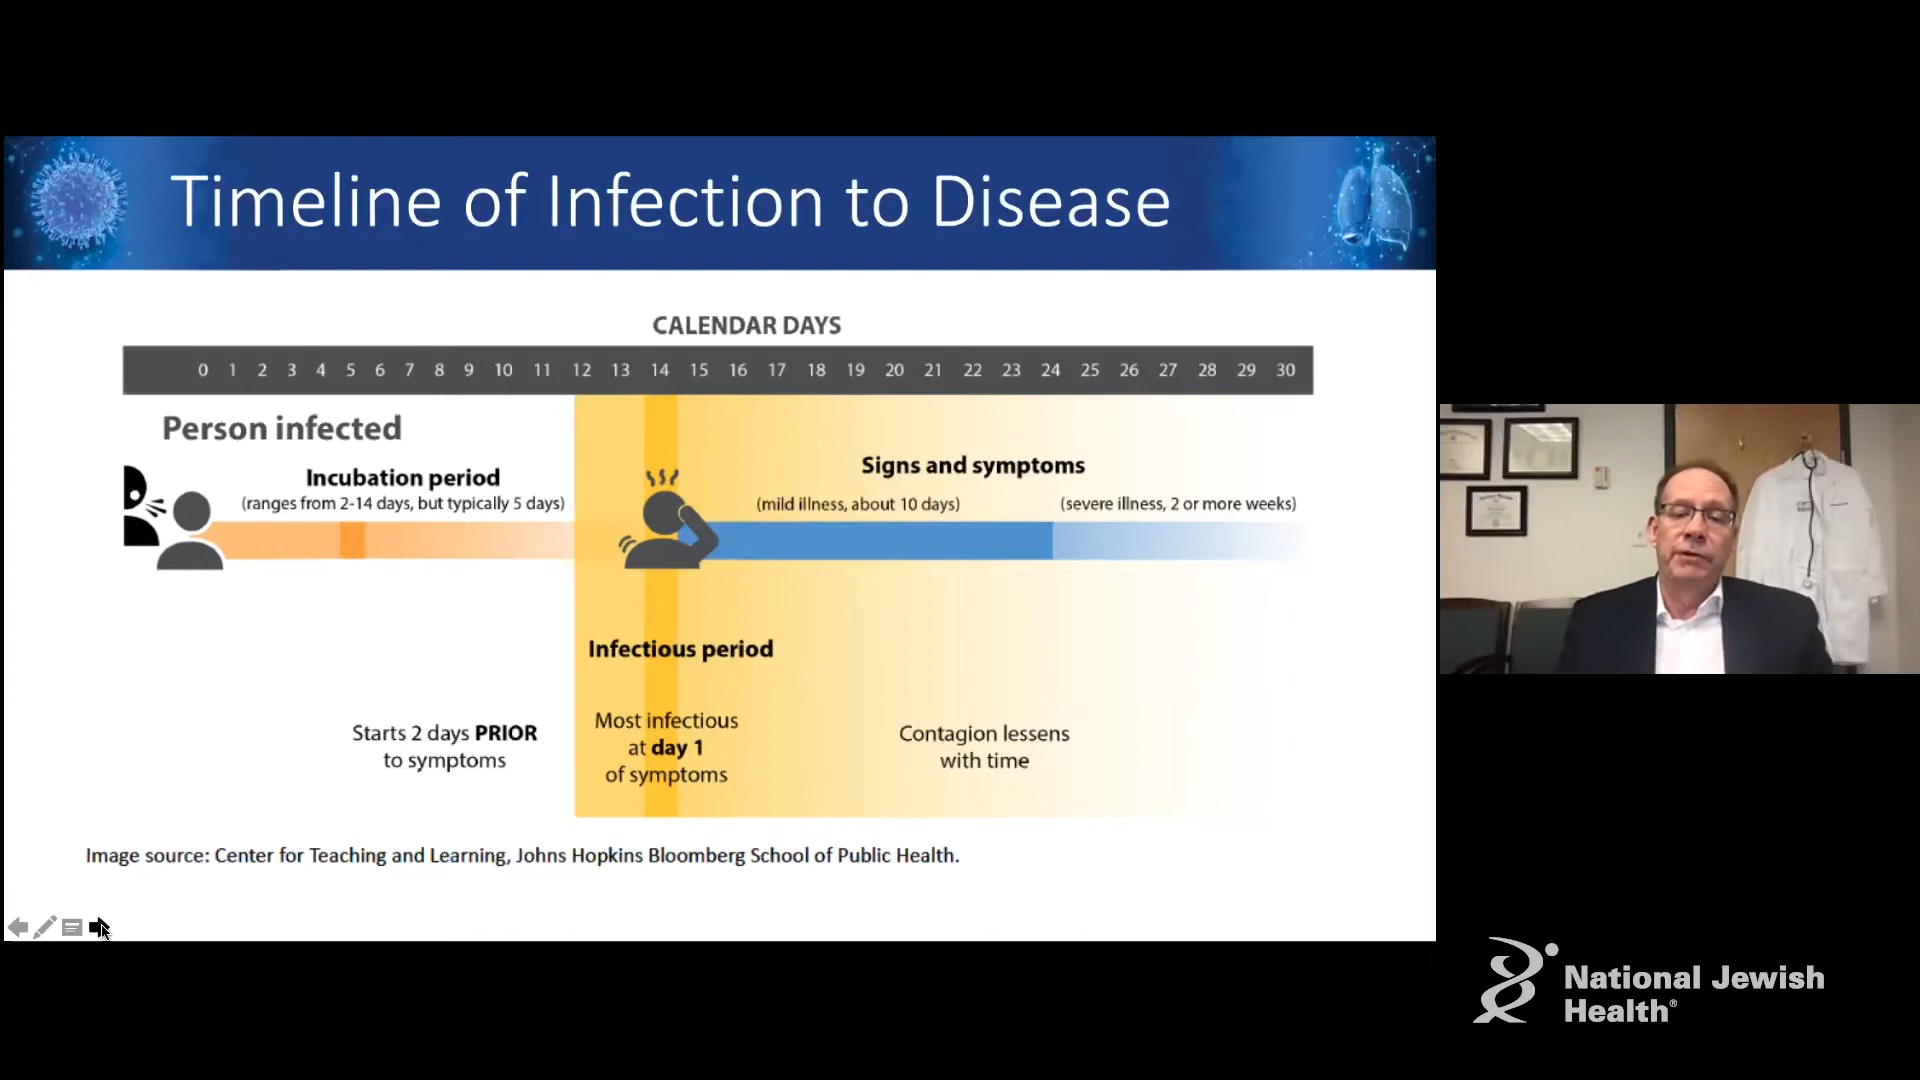 Timeline of Infection to Disease
CALENDAR DAYS
0 1 2 3 4 5 6 7 8 9 10 11 12 13 14 15 16 17 18 19 20 21 22 23 24 25 26 27 28 29 30
Person infected
Incubation period
(ranges from 2-14 days, but typically 5 days)
Signs and symptoms
(mild illness, about 10 days) (severe illness, 2 or more weeks)
Infectious period
Starts 2 days PRIOR
to symptoms
Most infectious
at day 1
of symptoms
Contagion lessens
with time
Image source: Center for Teaching and Learning, Johns Hopkins Bloomberg School of Public Health.
National Jewish
Health®